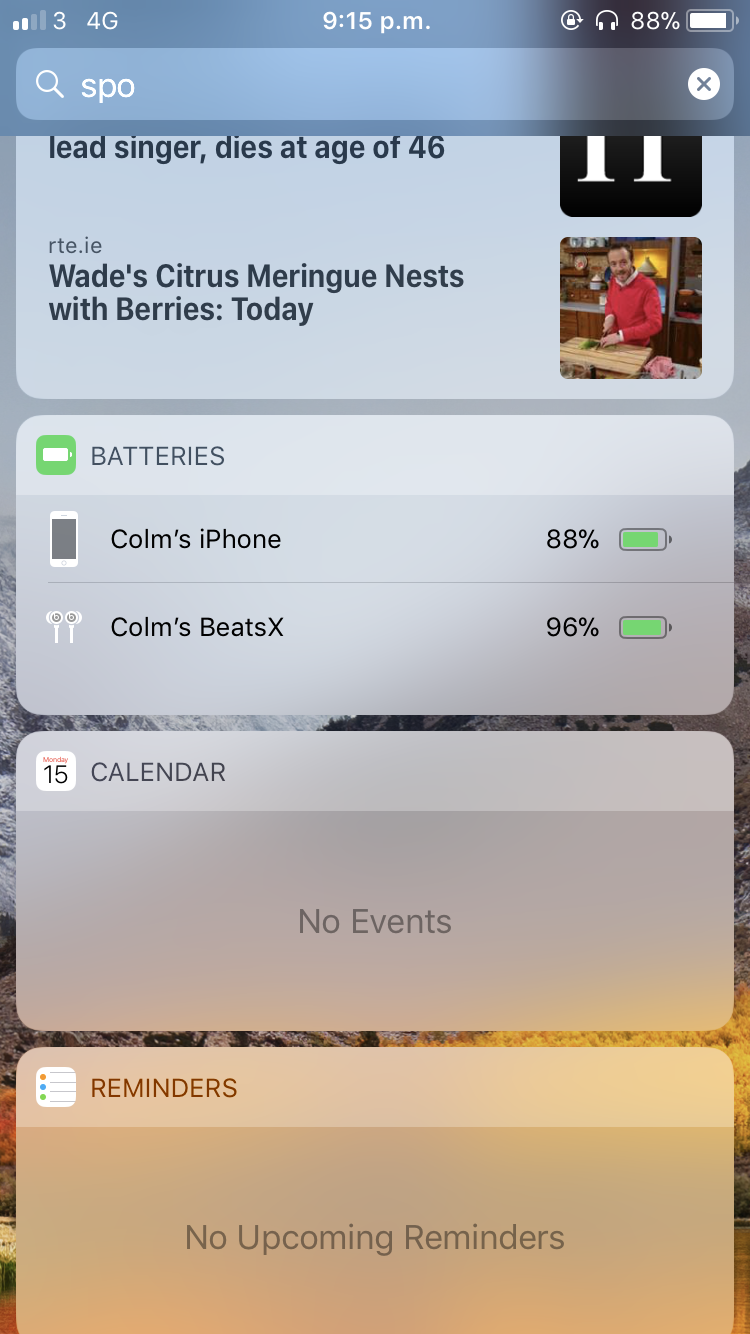 3 4G 9:15 p.m. 88%
spo
lead singer, dies at age of 46
rte.ie
Wade's Citrus Meringue Nests
with Berries: Today
BATTERIES
Colm’s iPhone 88%
Colm’s BeatsX 96%
Monday
15
CALENDAR
No Events
REMINDERS
No Upcoming Reminders